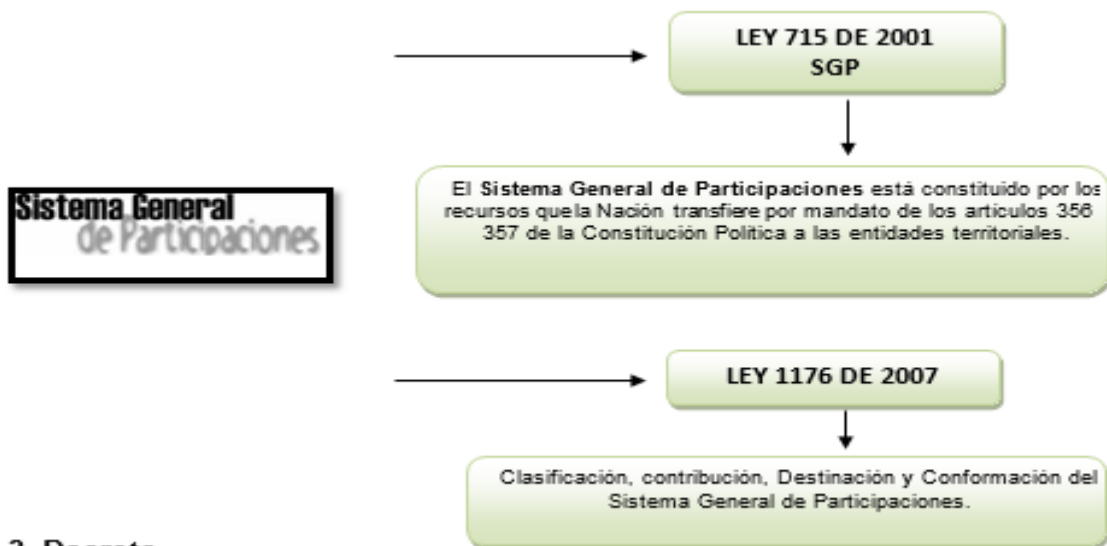 LEY 715 DE 2001
SGP
El Sistema General de Participaciones está constituido por los
recursos que la Nación transfiere por mandato de los artículos 356
357 de la Constitución Política a las entidades territoriales.
Sistema General
de Participaciones
LEY 1176 DE 2007
Clasificación, contribución, Destinación y Conformación del
Sistema General de Participaciones.